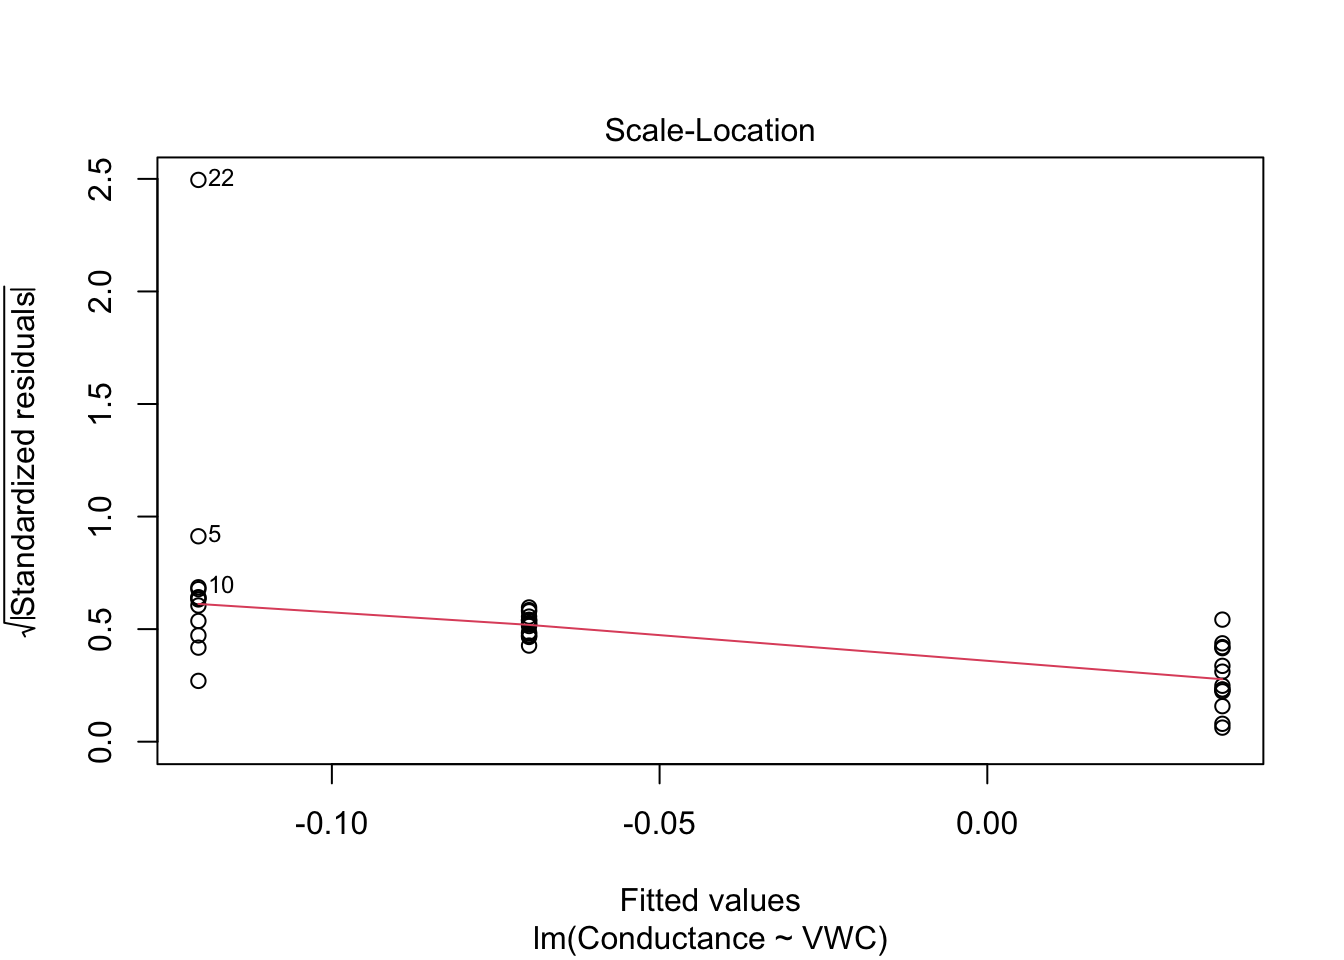 Scale-Location
√|Standardized residuals|
2.5
2.0
1.5
1.0
0.5
0.0
22
5
10
-0.10 -0.05 0.00
Fitted values
lm(Conductance ~ VWC)